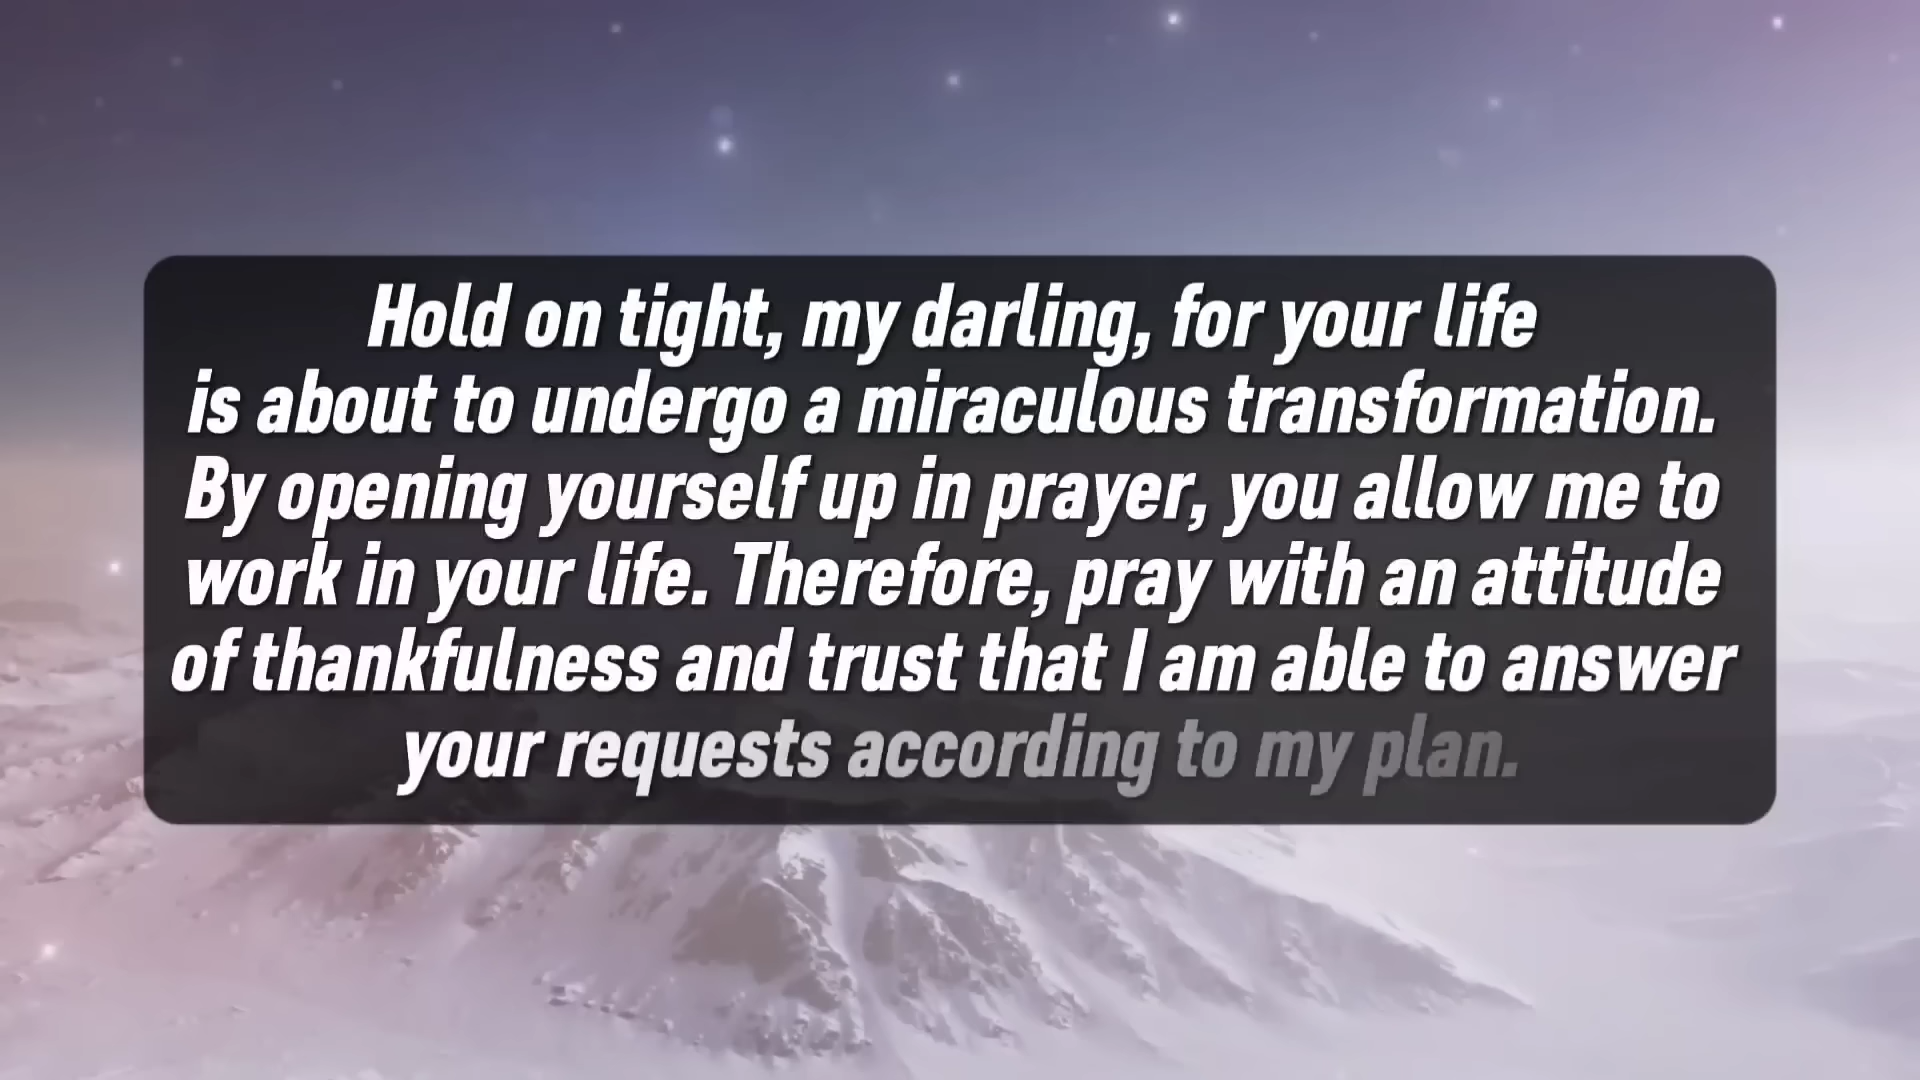 Hold on tight, my darling, for your life
is about to undergo a miraculous transformation.
By opening yourself up in prayer, you allow me to
work in your life. Therefore, pray with an attitude
of thankfulness and trust that I am able to answer
your requests according to my plan.